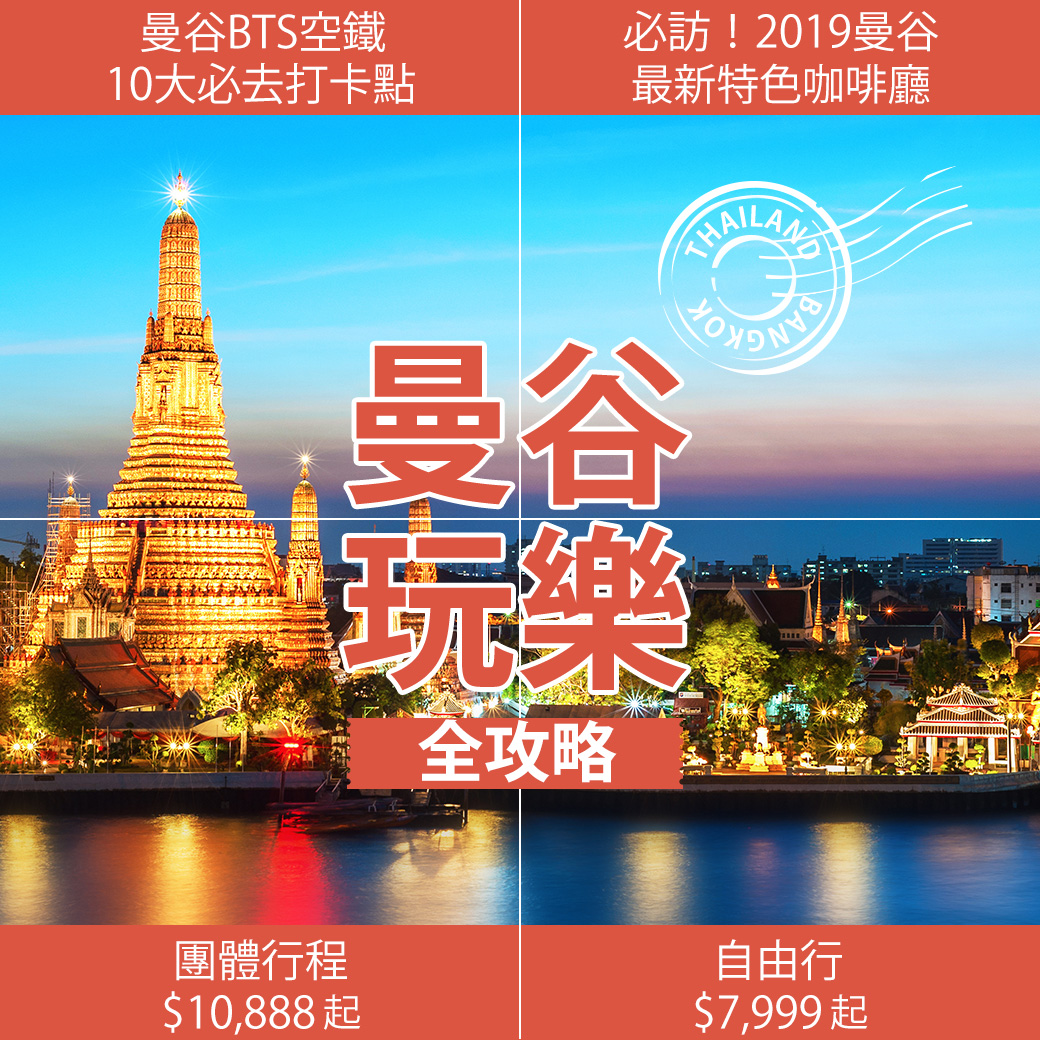 曼谷BTS空鐵
10大必去打卡點
必訪！2019曼谷
最新特色咖啡廳
THAILAND
BANGKOK
曼谷
玩樂
全攻略
團體行程
$10,888 起
自由行
$7,999 起